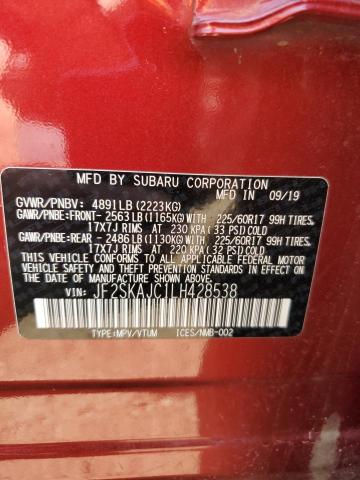 MFD BY SUBARU CORPORATION
MFD IN 09/19
GVWR/PNBV: 4891LB (2223KG)
GAWR/PNBE:FRONT- 2563LB(1165KG)WITH 225/60R17 99H TIRES
17X7J RIMS AT 230 KPA(33 PSI)COLD
GAWR/PNBE:REAR - 2486LB(1130KG)WITH 225/60R17 99H TIRES
17X7J RIMS AT 220 KPA(32 PSI)COLD
THIS VEHICLE CONFORMS TO ALL APPLICABLE
FEDERAL MOTOR VEHICLE SAFETY, BUMPER, AND THEFT
PREVENTION STANDARDS IN EFFECT ON THE DATE OF
MANUFACTURE SHOWN ABOVE.
VIN: JF2SKAJC1LH428538
TYPE:MPV/VTUM ICES/NMB-002